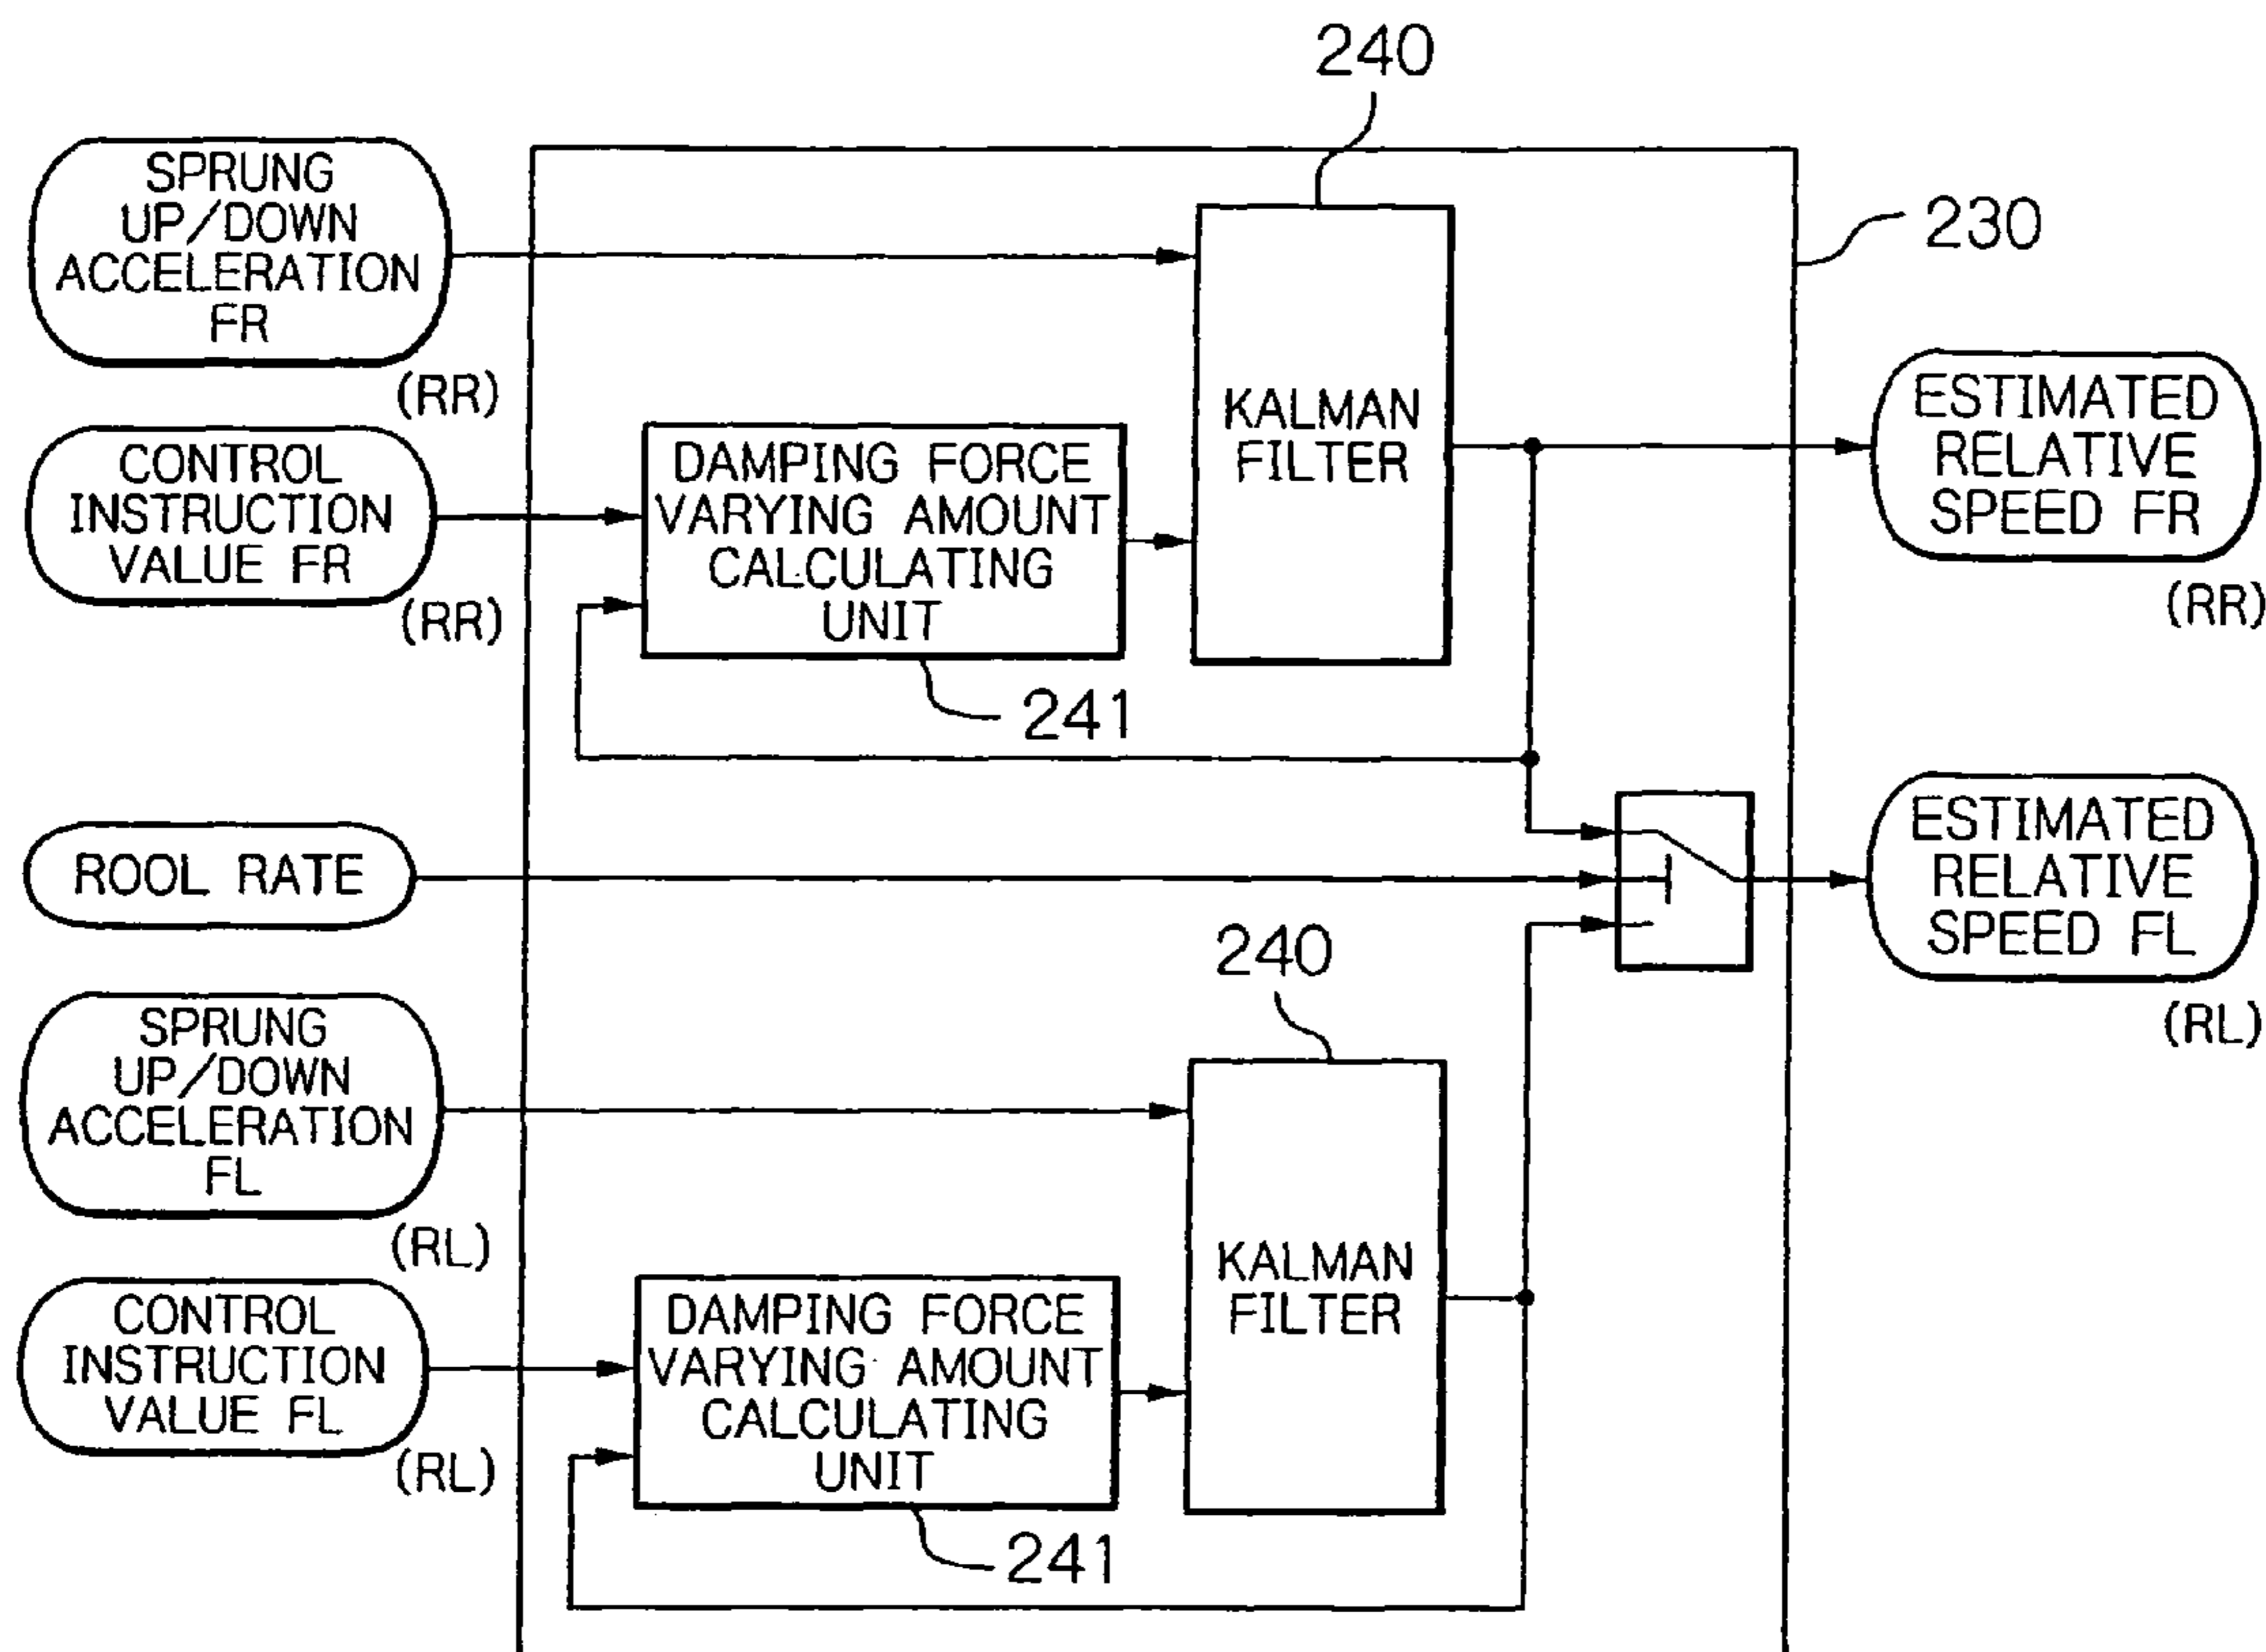 240
SPRUNG
UP/DOWN
ACCELERATION
FR
(RR)
230
CONTROL
INSTRUCTION
VALUE FR
(RR)
DAMPING FORCE
VARYING AMOUNT
CALCULATING
UNIT
241
KALMAN
FILTER
ESTIMATED
RELATIVE
SPEED FR
(RR)
ROOL RATE
ESTIMATED
RELATIVE
SPEED FL
(RL)
240
SPRUNG
UP/DOWN
ACCELERATION
FL
(RL)
CONTROL
INSTRUCTION
VALUE FL
(RL)
DAMPING FORCE
VARYING AMOUNT
CALCULATING
UNIT
241
KALMAN
FILTER